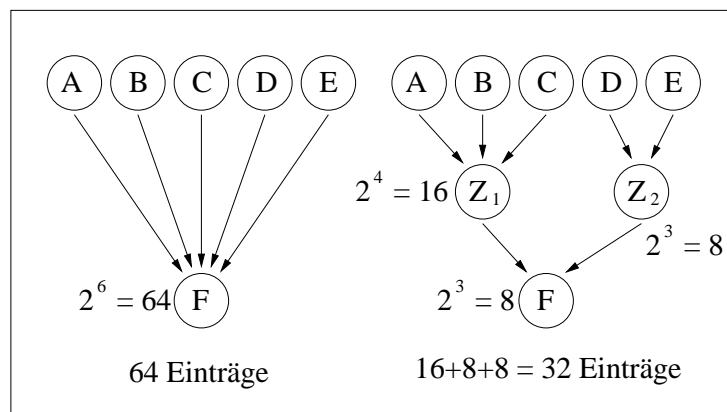 A B C D E
2^6 = 64 F
64 Einträge
A B C D E
2^4 = 16 Z₁ Z₂
2^3 = 8
2^3 = 8 F
16+8+8 = 32 Einträge